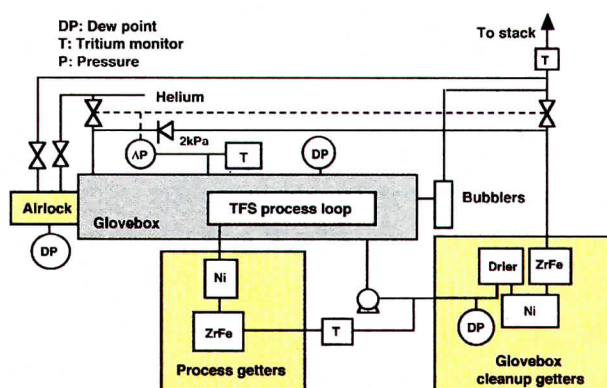 DP: Dew point
T: Tritium monitor
P: Pressure
To stack
T
Helium
2kPa
ΛP
T
DP
Airlock
Glovebox
TFS process loop
Bubblers
DP
Ni
ZrFe
T
Process getters
Drier
ZrFe
Ni
DP
Glovebox
cleanup getters